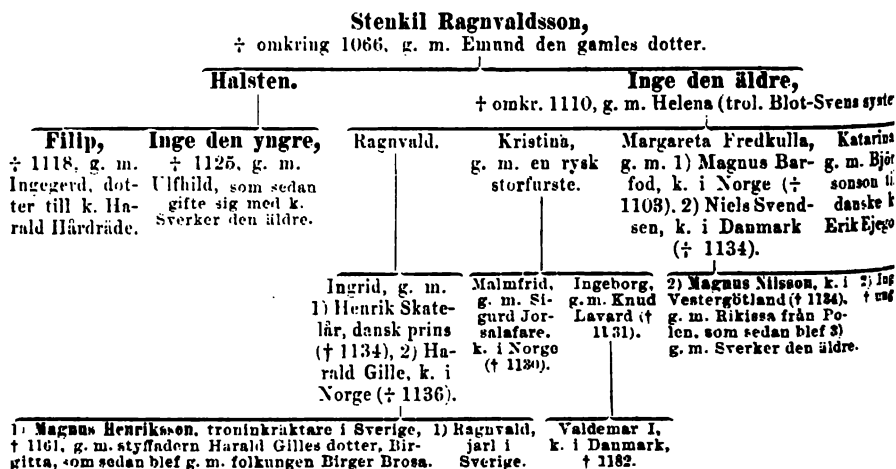 Stenkil Ragnvaldsson,
† omkring 1066, g. m. Emund den gamles dotter.
Halsten.
Inge den äldre,
† omkr. 1110, g. m. Helena (trol. Blot-Svens syste
Filip,
† 1118, g. m.
Ingegerd, dot-
ter till k. Ha-
rald Hårdråde.
Inge den yngre,
† 1125, g. m.
Ulfhild, som sedan
gifte sig med k.
Sverker den äldre.
Ragnvald.
Kristina,
g. m. en rysk
storfurste.
Margareta Fredkulla,
g. m. 1) Magnus Bar-
fod, k. i Norge (†
1103). 2) Niels Svend-
sen, k. i Danmark
(† 1134).
Katarina
g. m. Bjór
sonson ti
danske k
Erik Ejego
Ingrid, g. m.
1) Henrik Skate-
lår, dansk prins
(† 1134), 2) Ha-
rald Gille, k. i
Norge († 1136).
Malmfrid,
g. m. Si-
gurd Jor-
salafare.
k. i Norge
(† 1130).
Ingeborg,
g. m. Knud
Lavard (†
1131).
2) Magnus Nilsson, k. i
Vestergötland († 1134).
g. m. Rikissa från Po-
len, som sedan blef 3)
g. m. Sverker den äldre.
2) Ing
† ung
1) Magnus Henriksson, troninkräktare i Sverige,
† 1161, g. m. styffadern Harald Gilles dotter, Bir-
gitta, som sedan blef g. m. folkungen Birger Brosa.
1) Ragnvald,
jarl i
Sverige.
Valdemar I,
k. i Danmark,
† 1182.